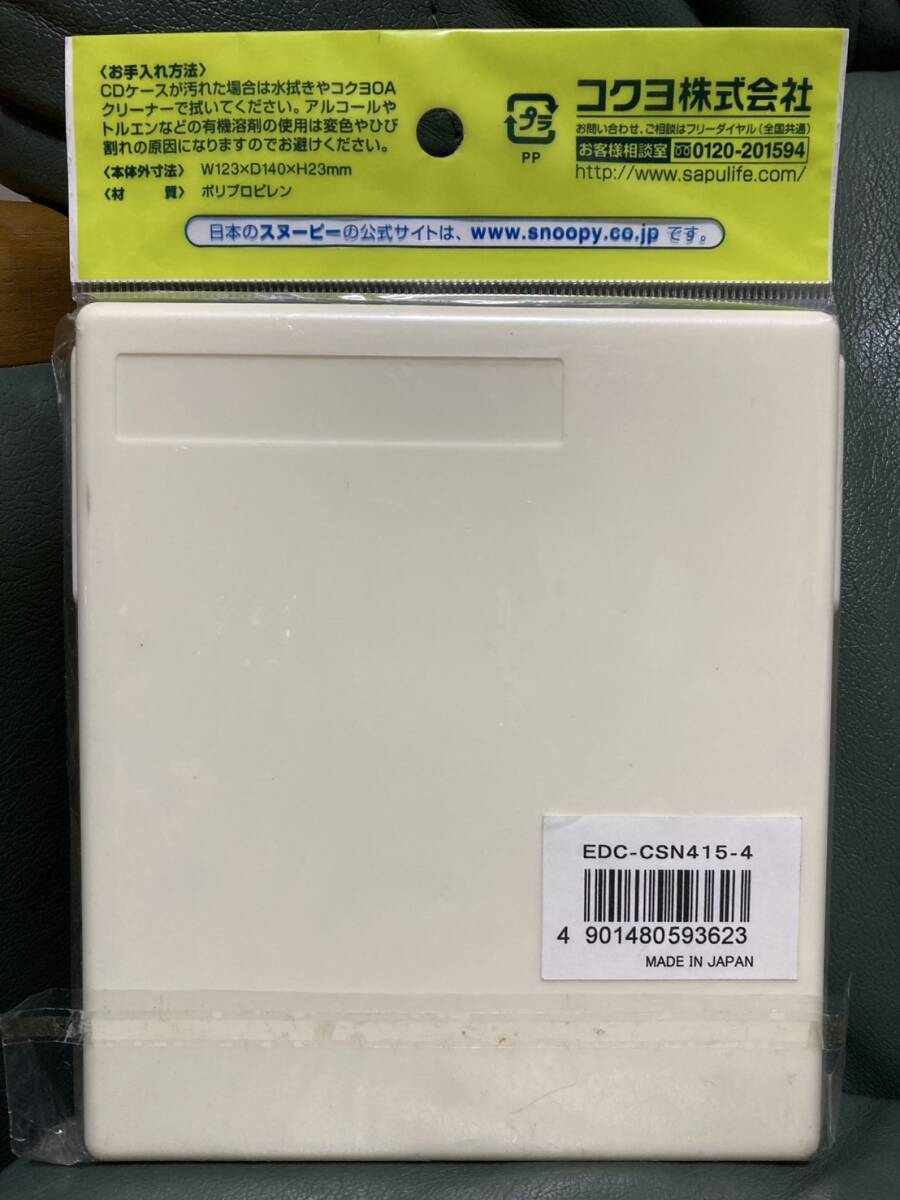 〈お手入れ方法〉
CDケースが汚れた場合は水拭きやコクヨOA
クリーナーで拭いてください。アルコールや
トルエンなどの有機溶剤の使用は変色やひび
割れの原因になりますのでお避けください。
〈本体外寸法〉 W123×D140×H23mm
〈材 質〉 ポリプロピレン
プラ
PP
コクヨ株式会社
お問い合わせ、ご相談はフリーダイヤル(全国共通)
お客様相談室 0120-201594
http://www.sapulife.com/
日本のスヌーピーの公式サイトは、www.snoopy.co.jp です。
EDC-CSN415-4
4 901480593623
MADE IN JAPAN